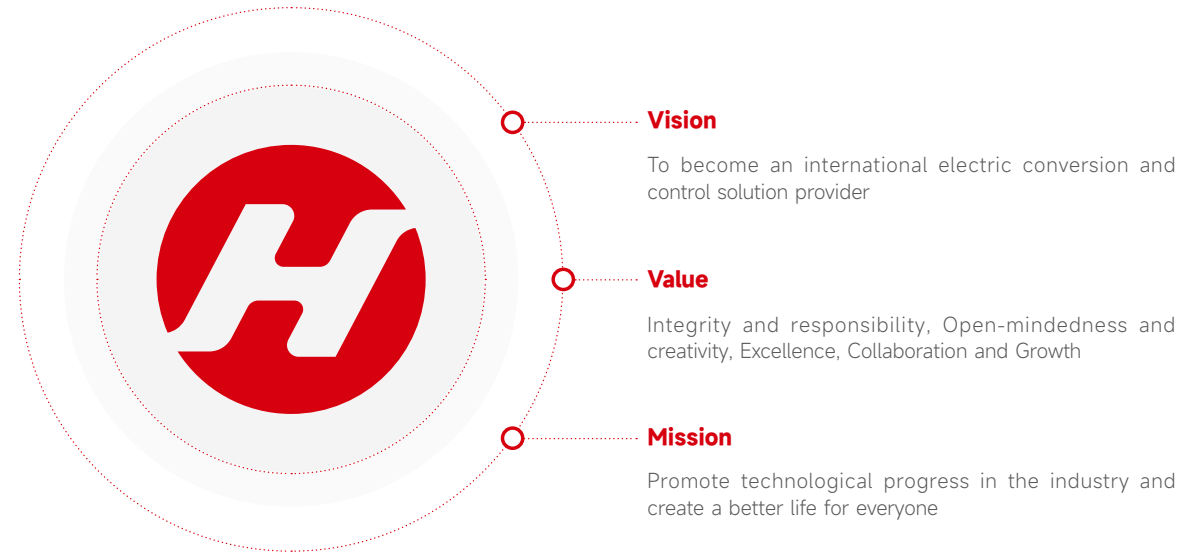 Vision
To become an international electric conversion and
control solution provider
Value
Integrity and responsibility, Open-mindedness and
creativity, Excellence, Collaboration and Growth
Mission
Promote technological progress in the industry and
create a better life for everyone